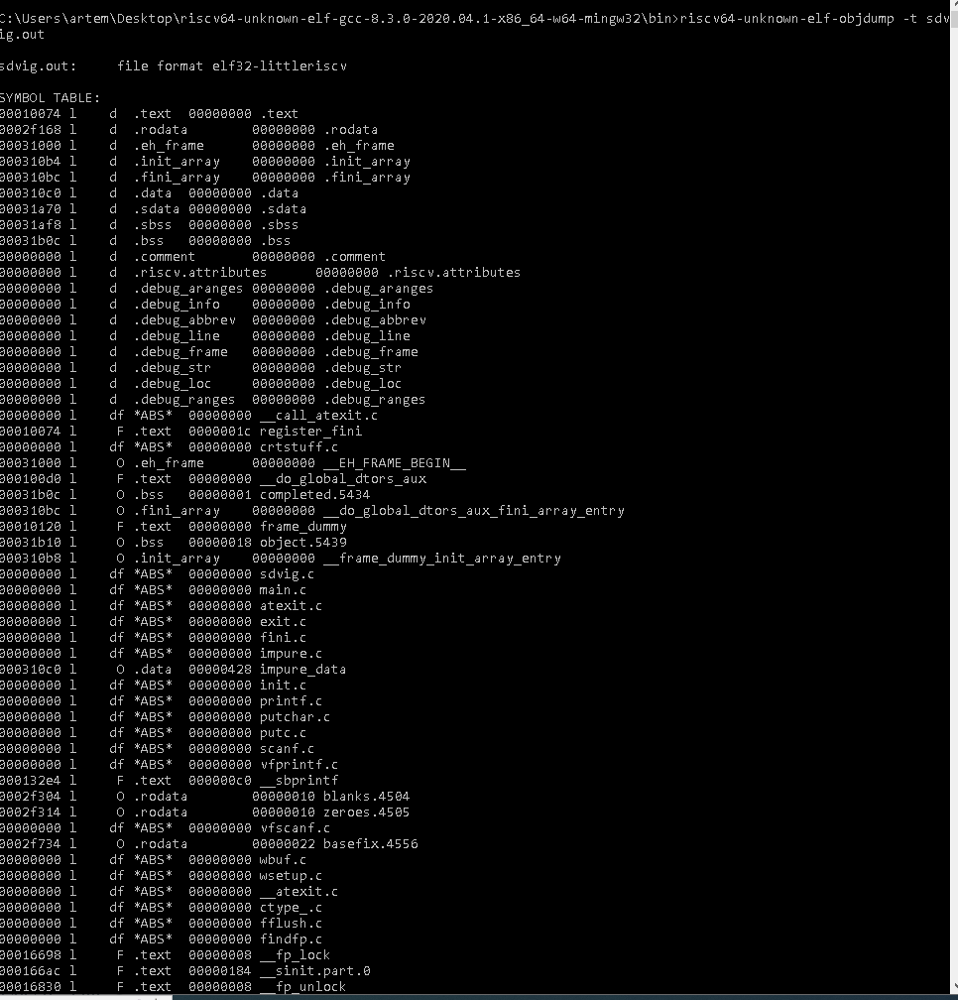 C:\Users\artem\Desktop\riscv64-unknown-elf-gcc-8.3.0-2020.04.1-x86_64-w64-mingw32\bin>riscv64-unknown-elf-objdump -t sdv
ig.out
sdvig.out:     file format elf32-littleriscv
SYMBOL TABLE:
00010074 l    d  .text  00000000 .text
0002f168 l    d  .rodata        00000000 .rodata
00031000 l    d  .eh_frame      00000000 .eh_frame
000310b4 l    d  .init_array    00000000 .init_array
000310bc l    d  .fini_array    00000000 .fini_array
000310c0 l    d  .data  00000000 .data
00031a70 l    d  .sdata 00000000 .sdata
00031af8 l    d  .sbss  00000000 .sbss
00031b0c l    d  .bss   00000000 .bss
00000000 l    d  .comment       00000000 .comment
00000000 l    d  .riscv.attributes      00000000 .riscv.attributes
00000000 l    d  .debug_aranges 00000000 .debug_aranges
00000000 l    d  .debug_info    00000000 .debug_info
00000000 l    d  .debug_abbrev  00000000 .debug_abbrev
00000000 l    d  .debug_line    00000000 .debug_line
00000000 l    d  .debug_frame   00000000 .debug_frame
00000000 l    d  .debug_str     00000000 .debug_str
00000000 l    d  .debug_loc     00000000 .debug_loc
00000000 l    d  .debug_ranges  00000000 .debug_ranges
00000000 l    df *ABS*  00000000 __call_atexit.c
00010074 l     F .text  0000001c register_fini
00000000 l    df *ABS*  00000000 crtstuff.c
00031000 l     O .eh_frame      00000000 __EH_FRAME_BEGIN__
000100d0 l     F .text  00000000 __do_global_dtors_aux
00031b0c l     O .bss   00000001 completed.5434
000310bc l     O .fini_array    00000000 __do_global_dtors_aux_fini_array_entry
00010120 l     F .text  00000000 frame_dummy
00031b10 l     O .bss   00000018 object.5439
000310b8 l     O .init_array    00000000 __frame_dummy_init_array_entry
00000000 l    df *ABS*  00000000 sdvig.c
00000000 l    df *ABS*  00000000 main.c
00000000 l    df *ABS*  00000000 atexit.c
00000000 l    df *ABS*  00000000 exit.c
00000000 l    df *ABS*  00000000 fini.c
00000000 l    df *ABS*  00000000 impure.c
000310c0 l     O .data  00000428 impure_data
00000000 l    df *ABS*  00000000 init.c
00000000 l    df *ABS*  00000000 printf.c
00000000 l    df *ABS*  00000000 putchar.c
00000000 l    df *ABS*  00000000 putc.c
00000000 l    df *ABS*  00000000 scanf.c
00000000 l    df *ABS*  00000000 vfprintf.c
000132e4 l     F .text  000000c0 __sbprintf
0002f304 l     O .rodata        00000010 blanks.4504
0002f314 l     O .rodata        00000010 zeroes.4505
00000000 l    df *ABS*  00000000 vfscanf.c
0002f734 l     O .rodata        00000022 basefix.4556
00000000 l    df *ABS*  00000000 wbuf.c
00000000 l    df *ABS*  00000000 wsetup.c
00000000 l    df *ABS*  00000000 __atexit.c
00000000 l    df *ABS*  00000000 ctype_.c
00000000 l    df *ABS*  00000000 fflush.c
00000000 l    df *ABS*  00000000 findfp.c
00016698 l     F .text  00000008 __fp_lock
000166ac l     F .text  00000184 __sinit.part.0
00016830 l     F .text  00000008 __fp_unlock